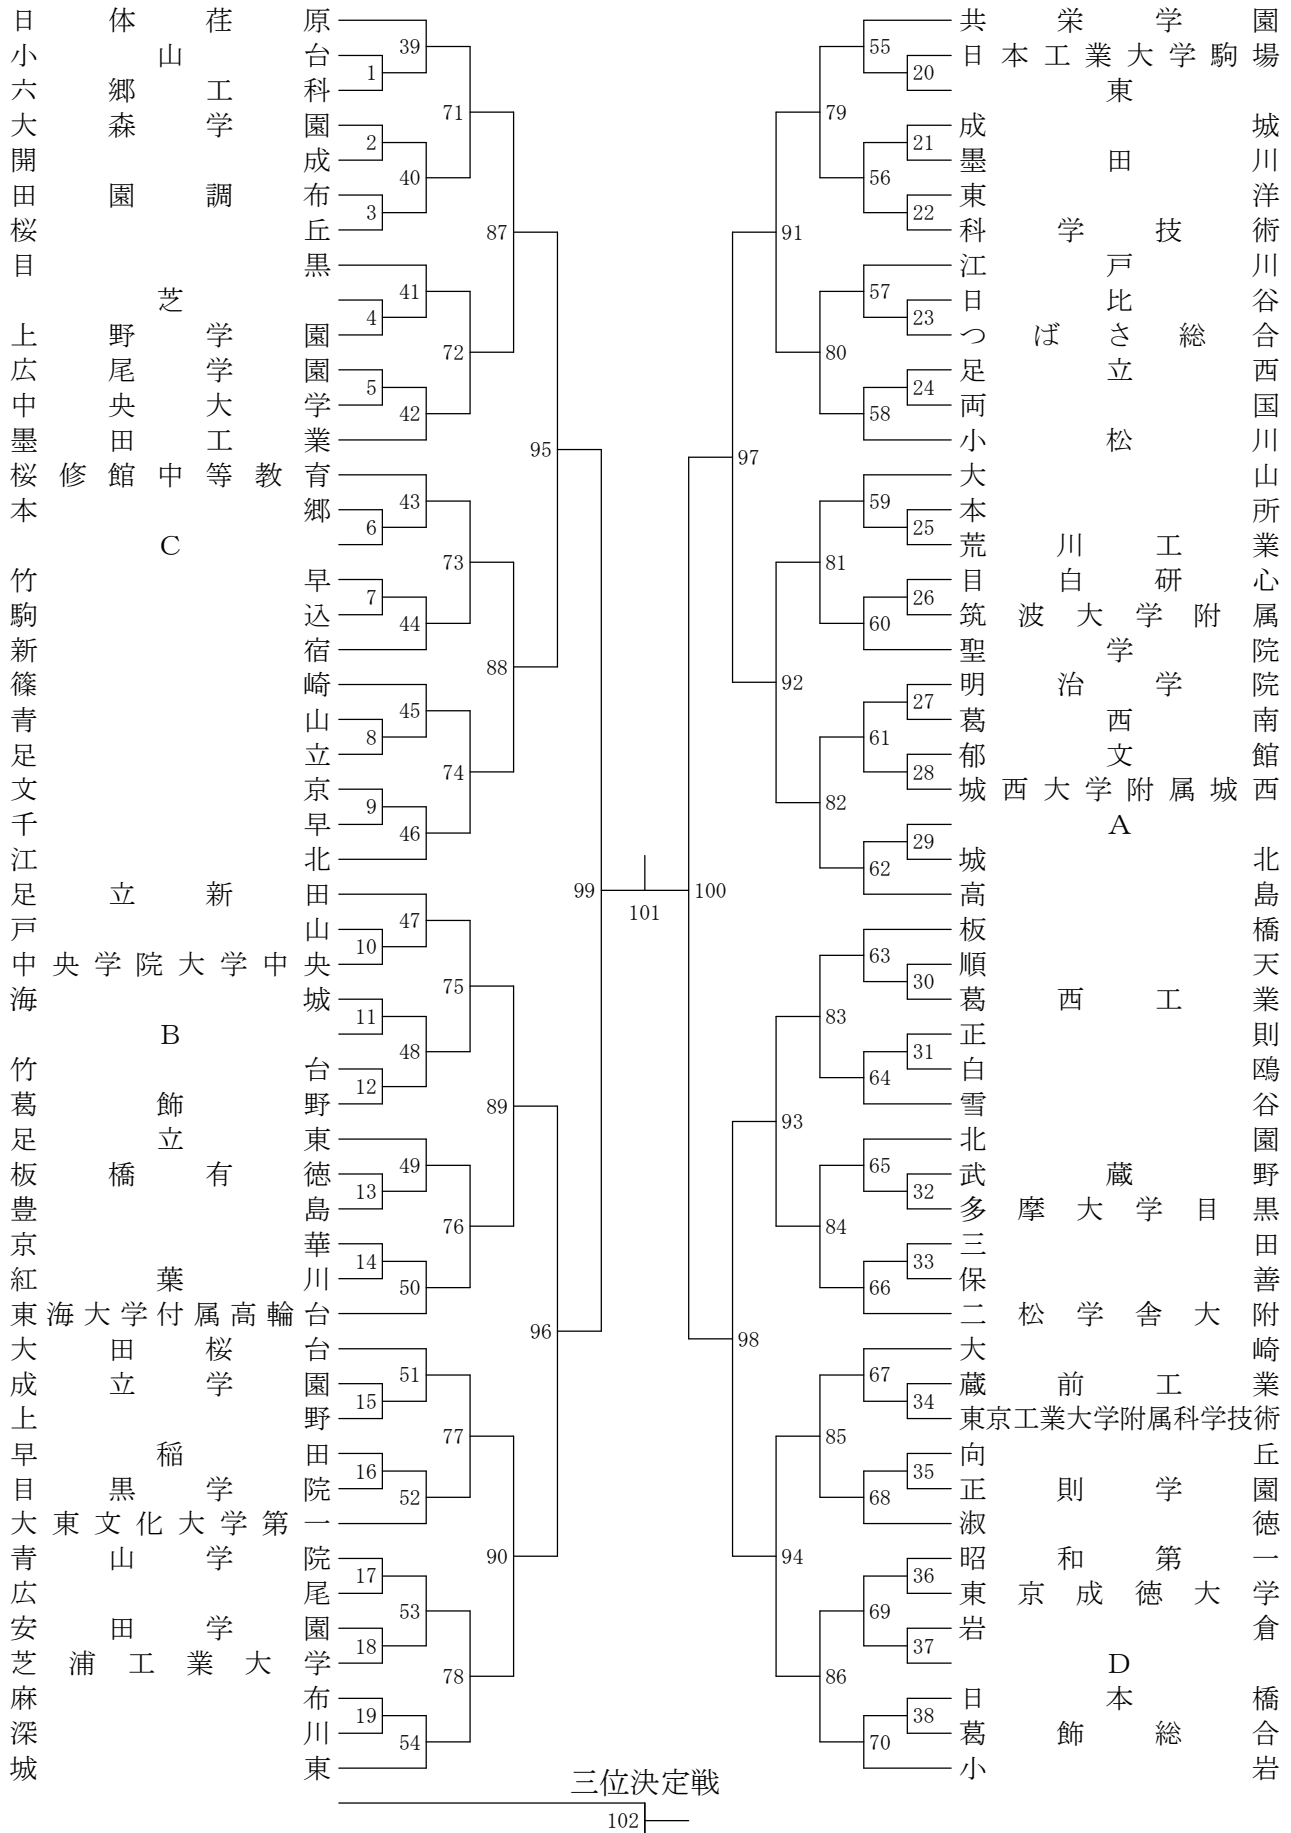 日体荏原
小山台
六郷工科
大森学園
開成
田園調布
桜丘
目黒
芝
上野学園
広尾学園
中央大学
墨田工業
桜修館中等教育
本郷
C
竹早
駒込
新宿
篠崎
青山
足立
文京
千早
江北
足立新田
戸山
中央学院大学中央
海城
B
竹台
葛飾野
足立東
板橋有徳
豊島
京華
紅葉川
東海大学付属高輪台
大田桜台
成立学園
上野
早稲田
目黒学院
大東文化大学第一
青山学院
広尾
安田学園
芝浦工業大学
麻布
深川
城東
1
2
3
4
5
6
7
8
9
10
11
12
13
14
15
16
17
18
19
39
40
41
42
43
44
45
46
47
48
49
50
51
52
53
54
71
72
73
74
75
76
77
78
87
88
89
90
95
96
99
101
100
97
98
91
92
93
94
79
80
81
82
83
84
85
86
55
56
57
58
59
60
61
62
63
64
65
66
67
68
69
70
20
21
22
23
24
25
26
27
28
29
30
31
32
33
34
35
36
37
38
共栄学園
日本工業大学駒場
東
成城
墨田川
東洋
科学技術
江戸川
日比谷
つばさ総合
足立西
両国
小松川
大山
本所
荒川工業
目白研心
筑波大学附属
聖学院
明治学院
葛西南
郁文館
城西大学附属城西
A
城北
高島
板橋
順天
葛西工業
正則
白鴎
雪谷
北園
武蔵野
多摩大学目黒
三田
保善
二松学舎大附
大崎
蔵前工業
東京工業大学附属科学技術
向丘
正則学園
淑徳
昭和第一
東京成徳大学
岩倉
D
日本橋
葛飾総合
小岩
三位決定戦
102